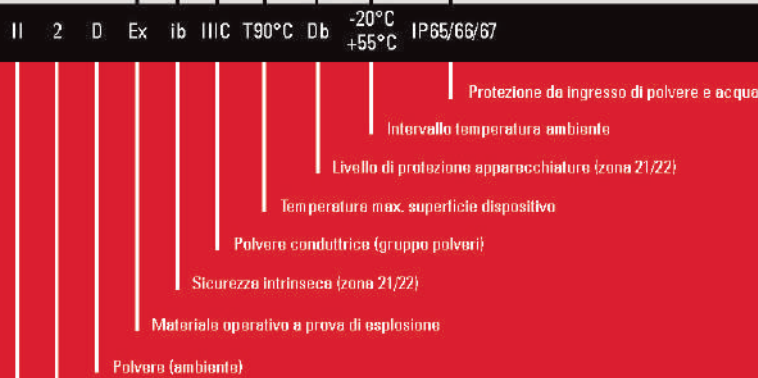 II 2 D Ex ib IIIC T90°C Db -20°C +55°C IP65/66/67
Protezione da ingresso di polvere e acqua
Intervallo temperatura ambiente
Livello di protezione apparecchiature (zona 21/22)
Temperatura max. superficie dispositivo
Polvere conduttrice (gruppo polveri)
Sicurezza intrinseca (zona 21/22)
Materiale operativo a prova di esplosione
Polvere (ambiente)